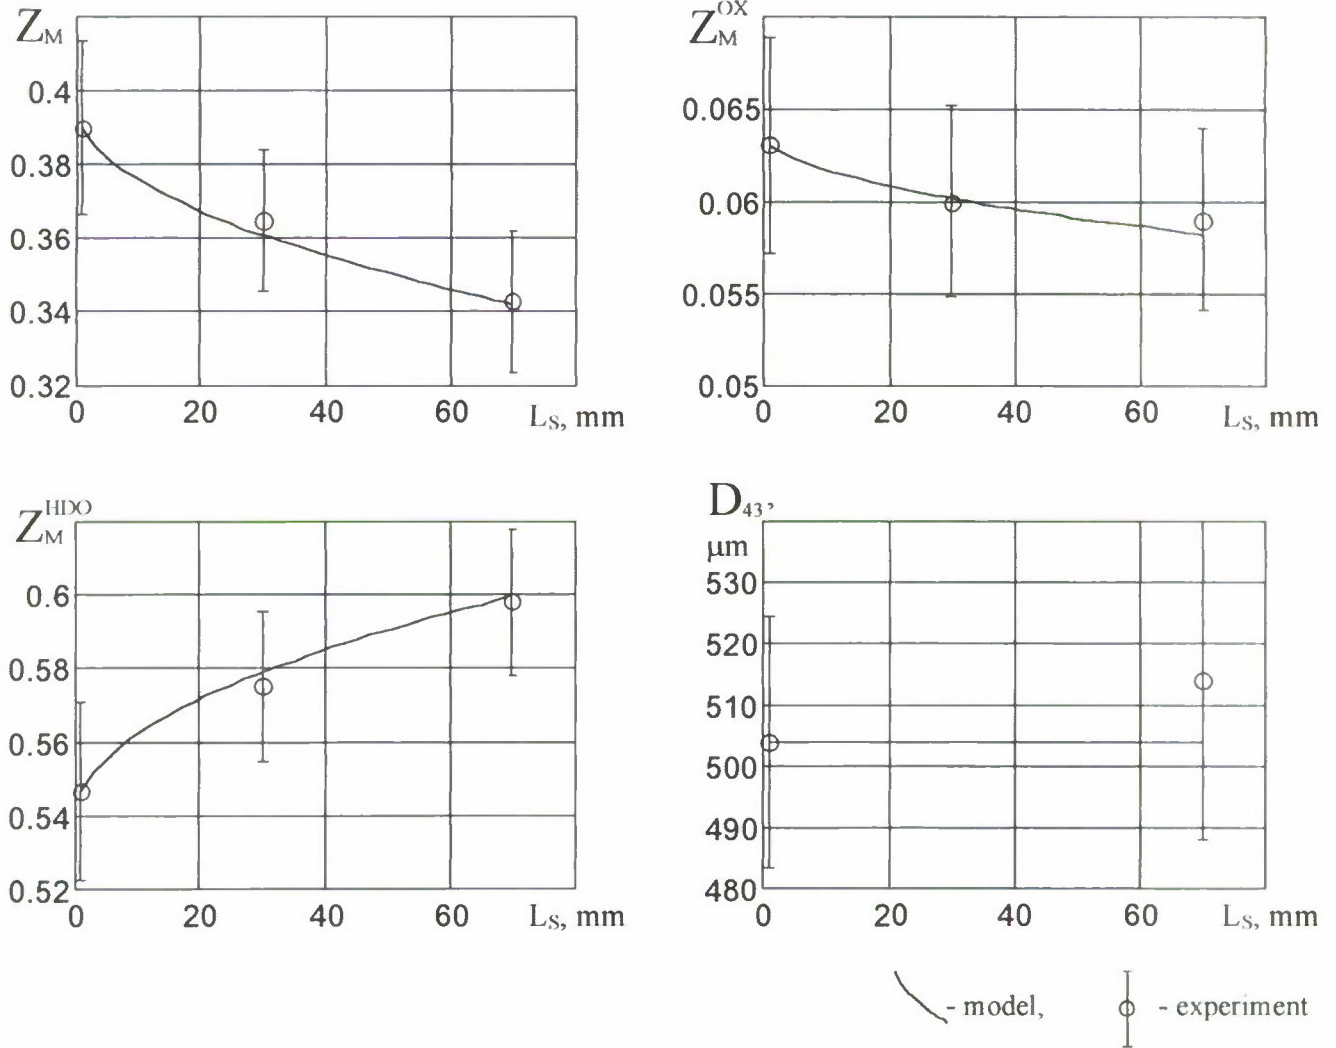 Z_M
0.4
0.38
0.36
0.34
0.32
0 20 40 60 L_S, mm
Z_M^OX
0.065
0.06
0.055
0.05
0 20 40 60 L_S, mm
Z_M^HDO
0.6
0.58
0.56
0.54
0.52
0 20 40 60 L_S, mm
D_43,
μm
530
520
510
500
490
480
0 20 40 60 L_S, mm
- model, - experiment